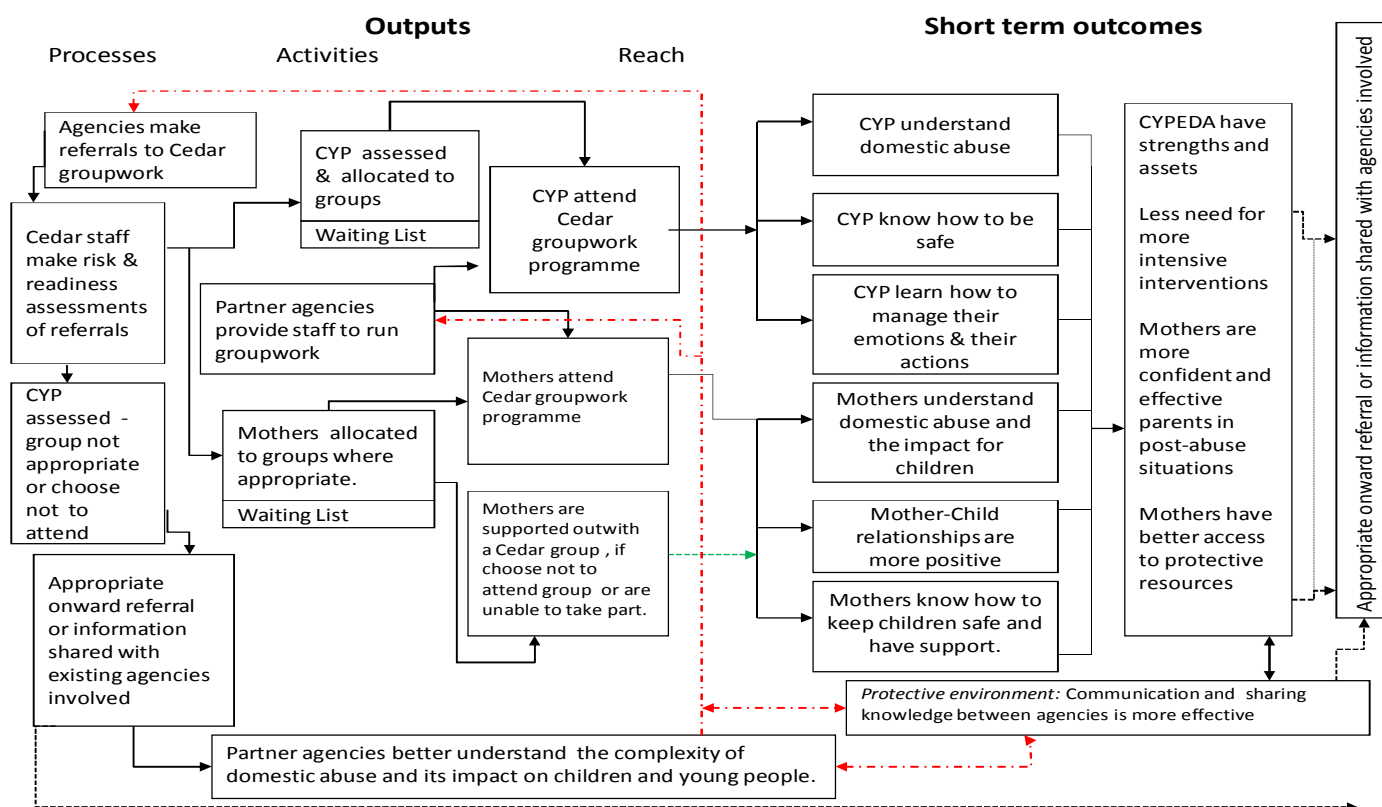 Outputs
Short term outcomes
Processes
Activities
Reach
Agencies make
referrals to Cedar
groupwork
Cedar staff
make risk &
readiness
assessments
of referrals
CYP
assessed -
group not
appropriate
or choose
not to
attend
Appropriate
onward referral
or information
shared with
existing agencies
involved
CYP assessed
& allocated to
groups
Waiting List
Partner agencies
provide staff to run
groupwork
Mothers allocated
to groups where
appropriate.
Waiting List
CYP attend
Cedar
groupwork
programme
Mothers attend
Cedar groupwork
programme
Mothers are
supported outwith
a Cedar group , if
choose not to
attend group or are
unable to take part.
Partner agencies better understand the complexity of
domestic abuse and its impact on children and young people.
CYP understand
domestic abuse
CYP know how to be
safe
CYP learn how to
manage their
emotions & their
actions
Mothers understand
domestic abuse and
the impact for
children
Mother-Child
relationships are
more positive
Mothers know how to
keep children safe and
have support.
CYPEDA have
strengths and
assets
Less need for
more
intensive
interventions
Mothers are
more
confident and
effective
parents in
post-abuse
situations
Mothers have
better access
to protective
resources
Protective environment: Communication and sharing
knowledge between agencies is more effective
Appropriate onward referral or information shared with agencies involved